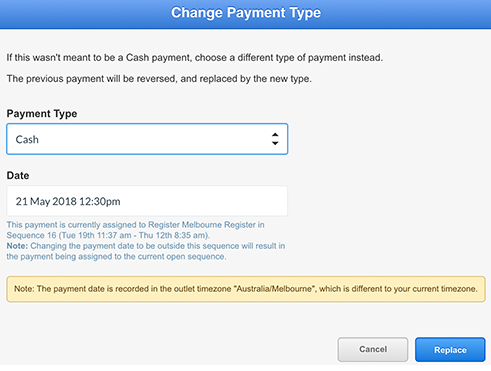 Change Payment Type
If this wasn't meant to be a Cash payment, choose a different type of payment instead.
The previous payment will be reversed, and replaced by the new type.
Payment Type
Cash
Date
21 May 2018 12:30pm
This payment is currently assigned to Register Melbourne Register in
Sequence 16 (Tue 19th 11:37 am - Thu 12th 8:35 am).
Note: Changing the payment date to be outside this sequence will result in
the payment being assigned to the current open sequence.
Note: The payment date is recorded in the outlet timezone "Australia/Melbourne", which is different to your current timezone.
Cancel
Replace